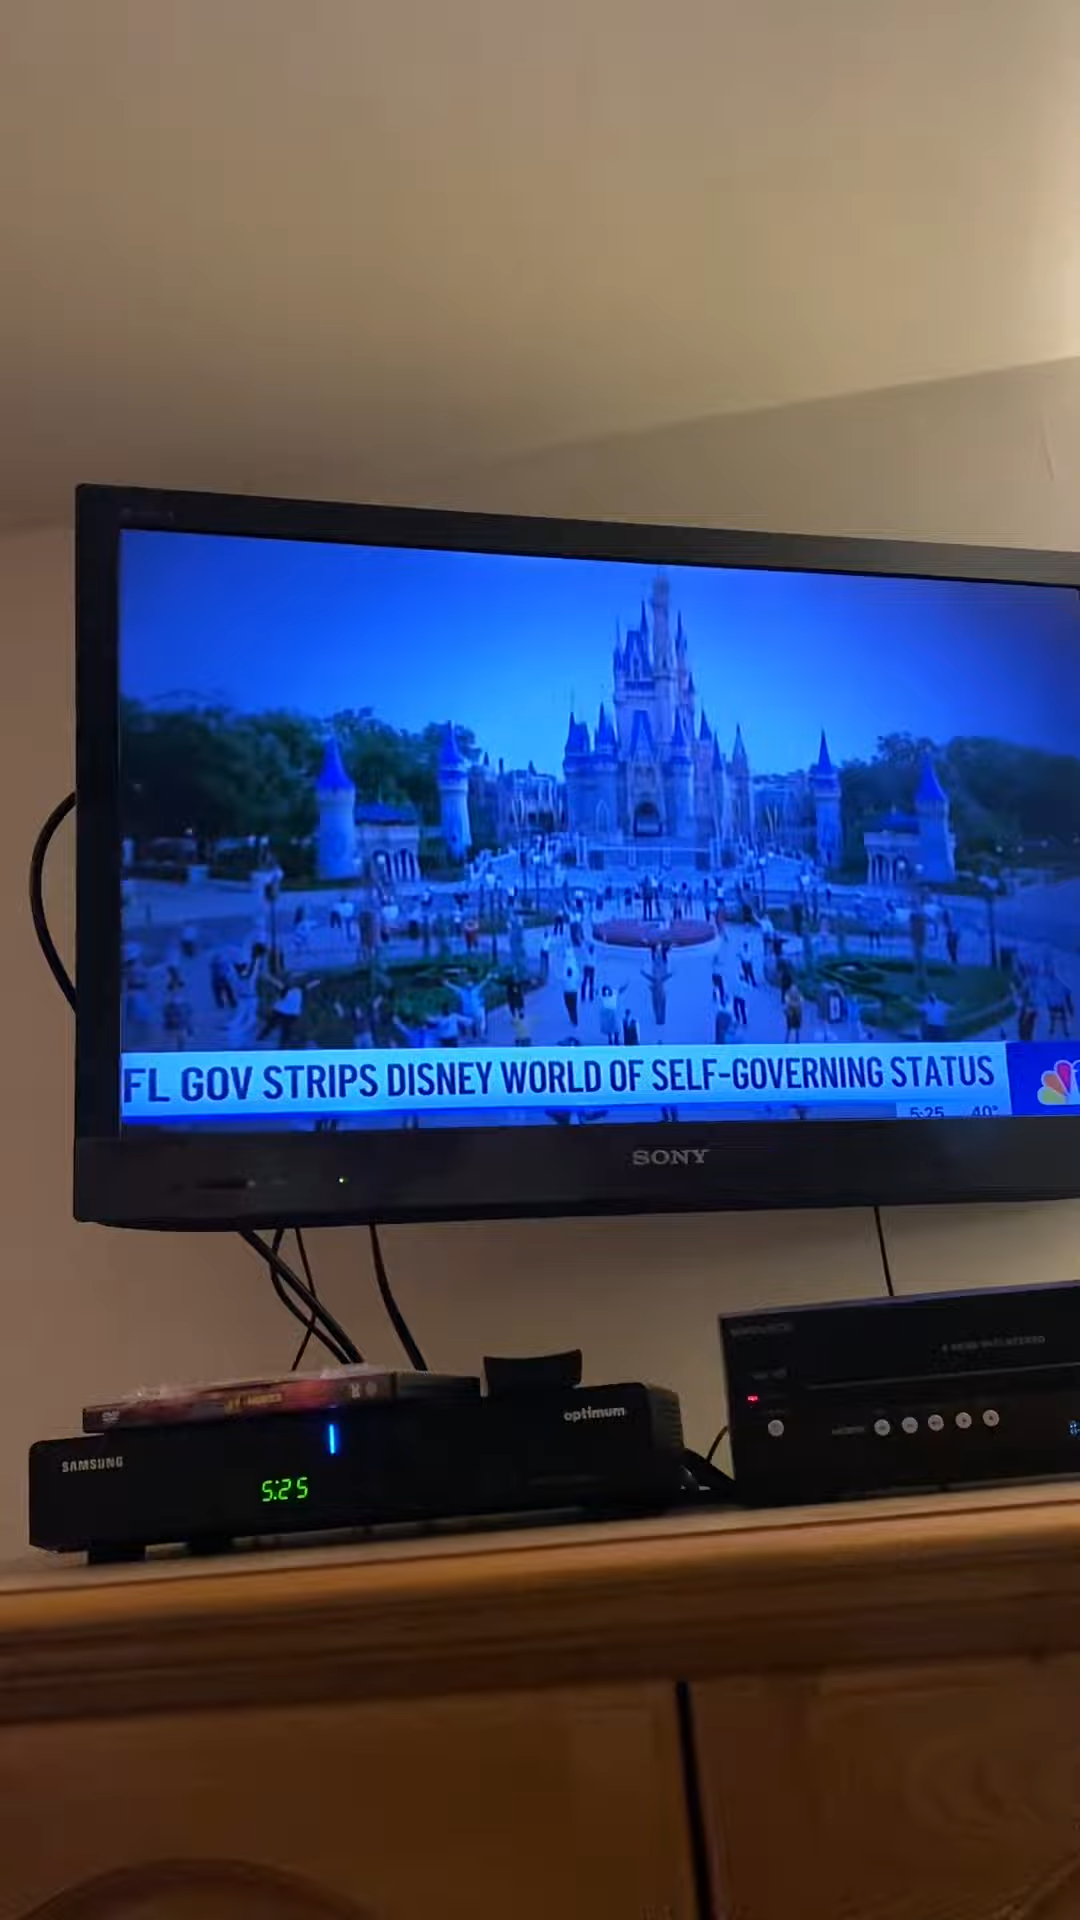 FL GOV STRIPS DISNEY WORLD OF SELF-GOVERNING STATUS
5:25 40°
SONY
optimum.
SAMSUNG
5:25